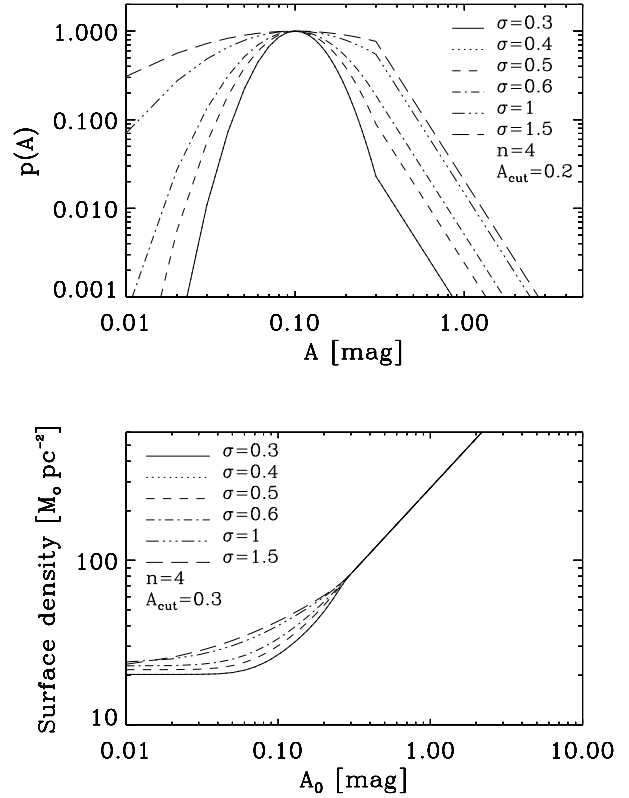 1.000
0.100
0.010
0.001
p(A)
σ=0.3
σ=0.4
σ=0.5
σ=0.6
σ=1
σ=1.5
n=4
A_cut=0.2
0.01
0.10
1.00
A [mag]
Surface density [M_o pc^-2]
100
10
σ=0.3
σ=0.4
σ=0.5
σ=0.6
σ=1
σ=1.5
n=4
A_cut=0.3
0.01
0.10
1.00
10.00
A_0 [mag]